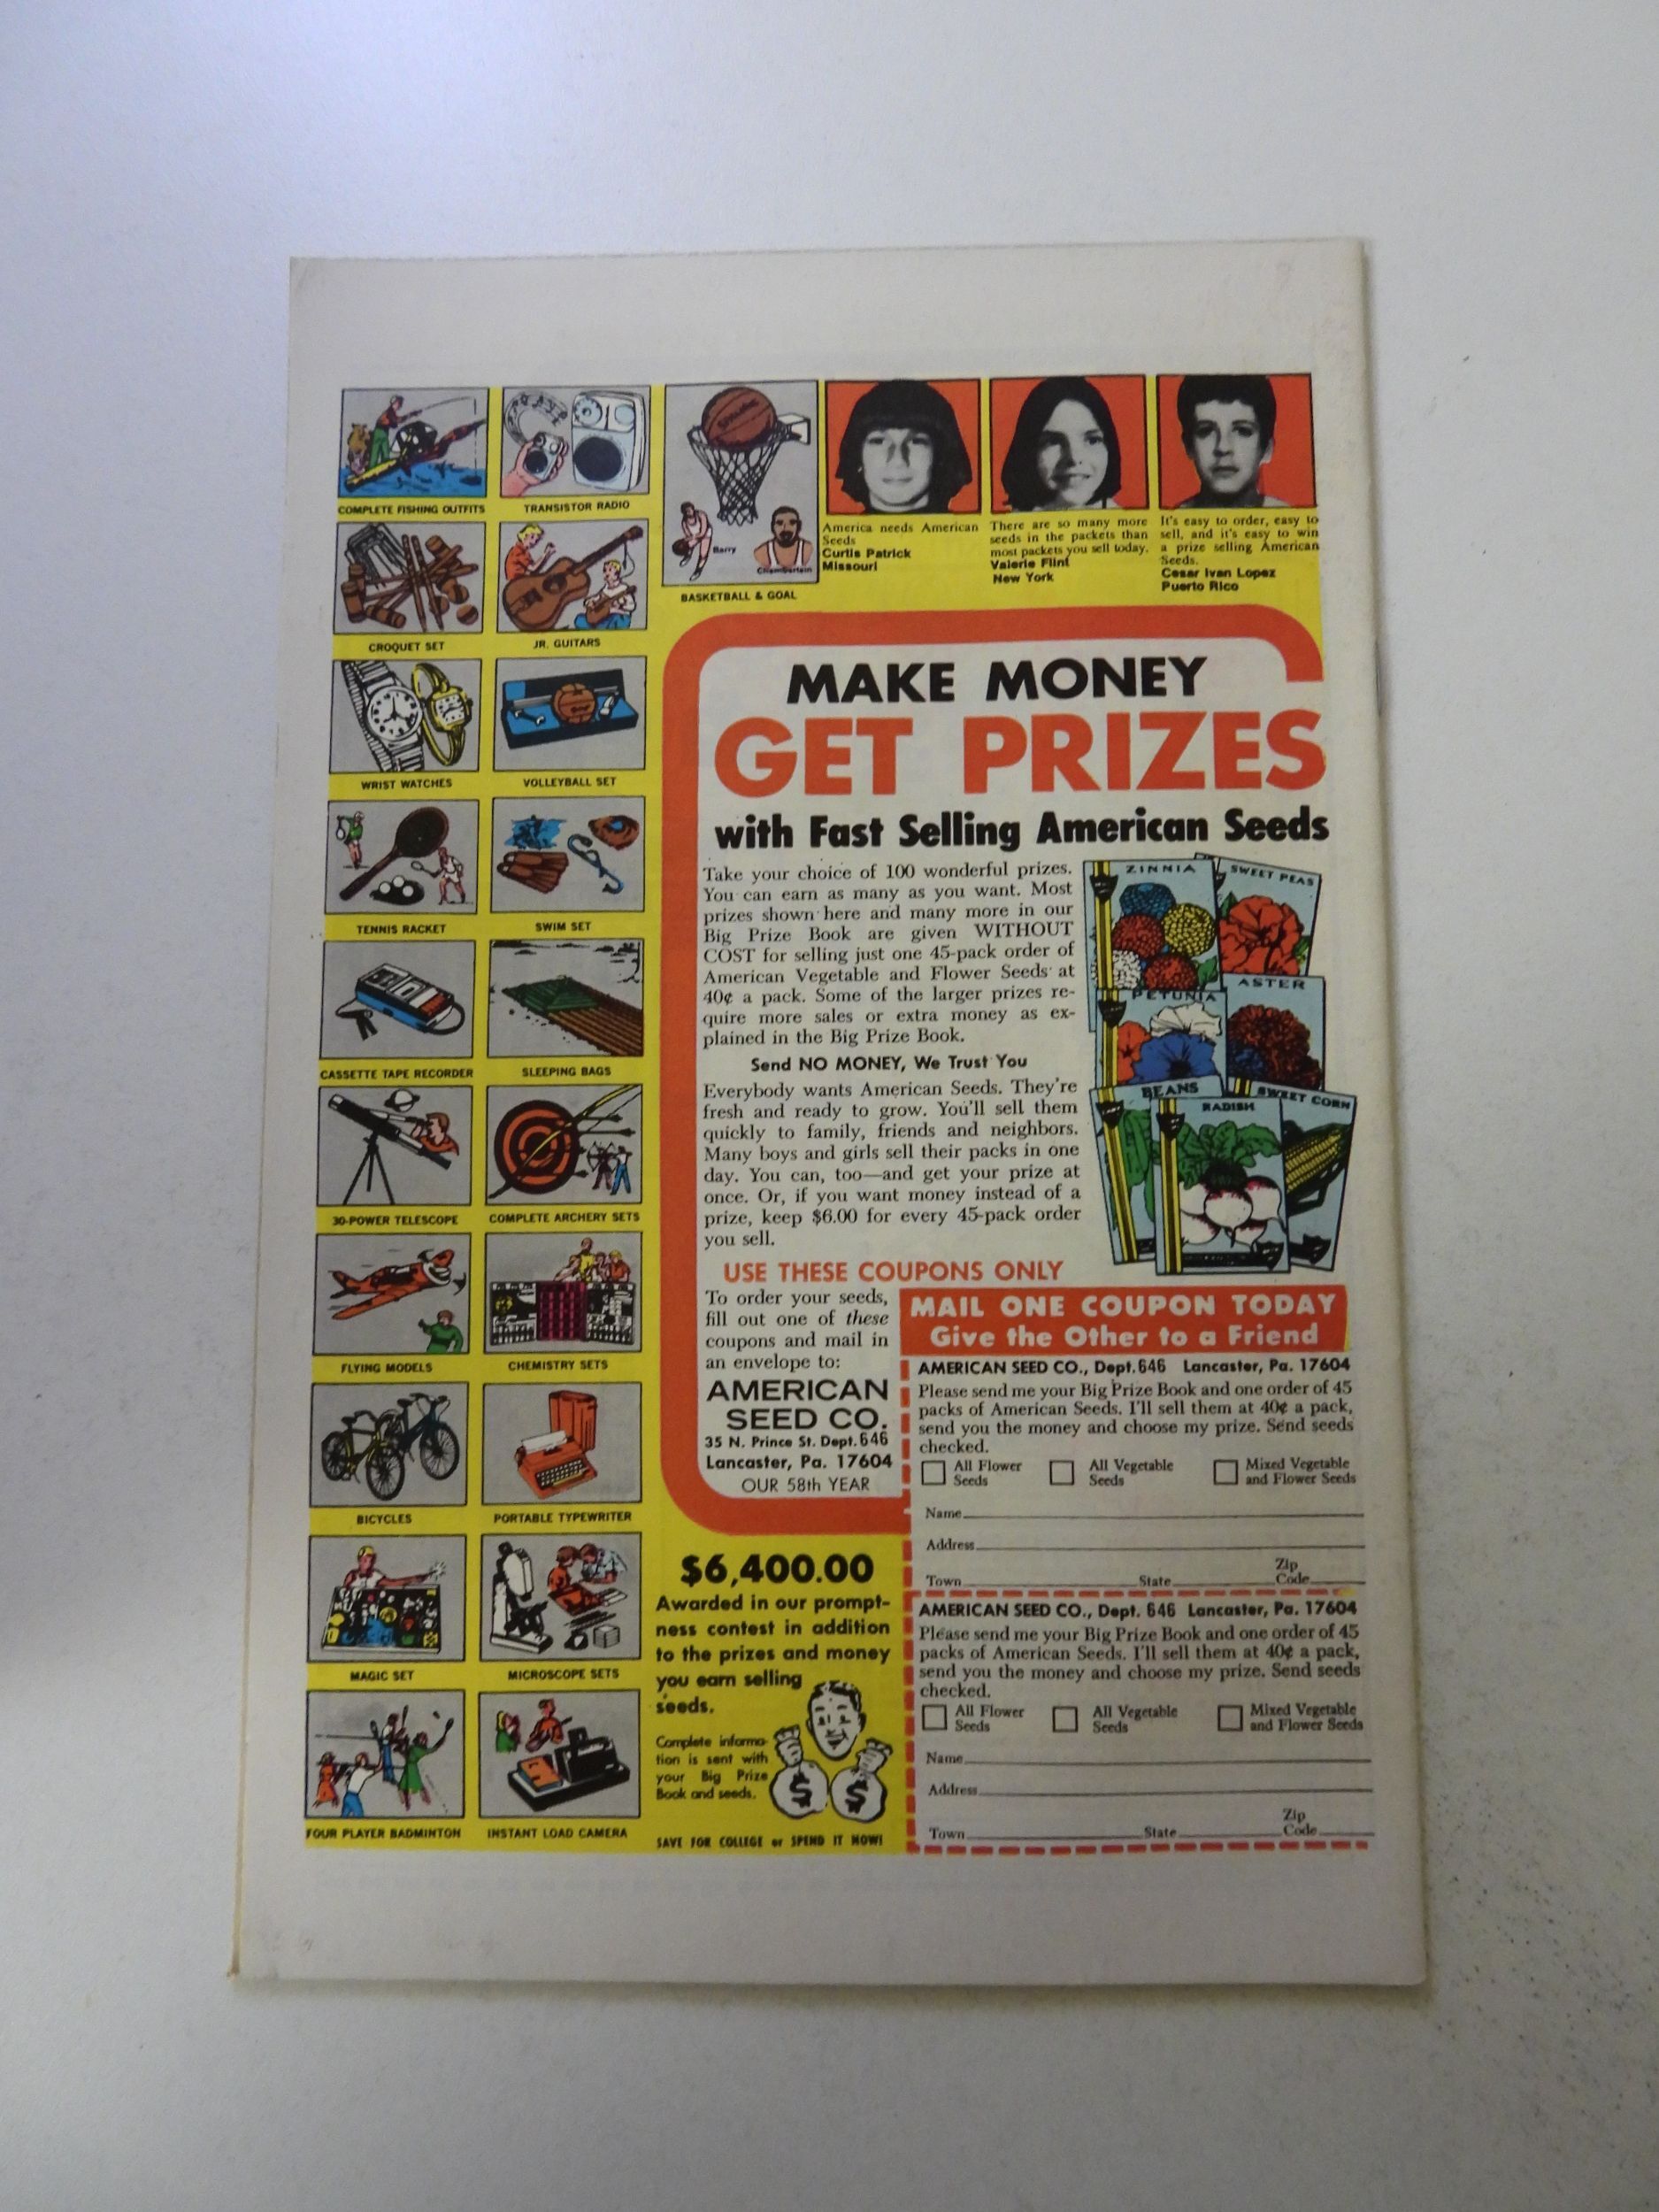 COMPLETE FISHING OUTFITS
TRANSISTOR RADIO
CROQUET SET
JR. GUITARS
WRIST WATCHES
VOLLEYBALL SET
TENNIS RACKET
SWIM SET
CASSETTE TAPE RECORDER
SLEEPING BAGS
30-POWER TELESCOPE
COMPLETE ARCHERY SETS
FLYING MODELS
CHEMISTRY SETS
BICYCLES
PORTABLE TYPEWRITER
MAGIC SET
MICROSCOPE SETS
FOUR PLAYER BADMINTON
INSTANT LOAD CAMERA
Spalding
Barry
Chamberlain
BASKETBALL & GOAL
America needs American
Seeds
Curtis Patrick
Missouri
There are so many more
seeds in the packets than
most packets you sell today.
Valerie Flint
New York
It's easy to order, easy to
sell, and it's easy to win
a prize selling American
Seeds.
Cesar Ivan Lopez
Puerto Rico
MAKE MONEY
GET PRIZES
with Fast Selling American Seeds
Take your choice of 100 wonderful prizes.
You can earn as many as you want. Most
prizes shown here and many more in our
Big Prize Book are given WITHOUT
COST for selling just one 45-pack order of
American Vegetable and Flower Seeds at
40¢ a pack. Some of the larger prizes re-
quire more sales or extra money as ex-
plained in the Big Prize Book.
Send NO MONEY, We Trust You
Everybody wants American Seeds. They're
fresh and ready to grow. You'll sell them
quickly to family, friends and neighbors.
Many boys and girls sell their packs in one
day. You can, too—and get your prize at
once. Or, if you want money instead of a
prize, keep $6.00 for every 45-pack order
you sell.
ZINNIA
SWEET PEAS
PETUNIA
ASTER
BEANS
RADISH
SWEET CORN
USE THESE COUPONS ONLY
To order your seeds,
fill out one of these
coupons and mail in
an envelope to:
AMERICAN
SEED CO.
35 N. Prince St. Dept. 646
Lancaster, Pa. 17604
OUR 58th YEAR
MAIL ONE COUPON TODAY
Give the Other to a Friend
AMERICAN SEED CO., Dept. 646 Lancaster, Pa. 17604
Please send me your Big Prize Book and one order of 45
packs of American Seeds. I'll sell them at 40¢ a pack,
send you the money and choose my prize. Send seeds
checked.
All Flower
Seeds
All Vegetable
Seeds
Mixed Vegetable
and Flower Seeds
Name
Address
Town State Zip
Code
AMERICAN SEED CO., Dept. 646 Lancaster, Pa. 17604
Please send me your Big Prize Book and one order of 45
packs of American Seeds. I'll sell them at 40¢ a pack,
send you the money and choose my prize. Send seeds
checked.
All Flower
Seeds
All Vegetable
Seeds
Mixed Vegetable
and Flower Seeds
Name
Address
Town State Zip
Code
$6,400.00
Awarded in our prompt-
ness contest in addition
to the prizes and money
you earn selling
seeds.
Complete informa-
tion is sent with
your Big Prize
Book and seeds.
$ $
SAVE FOR COLLEGE or SPEND IT NOW!